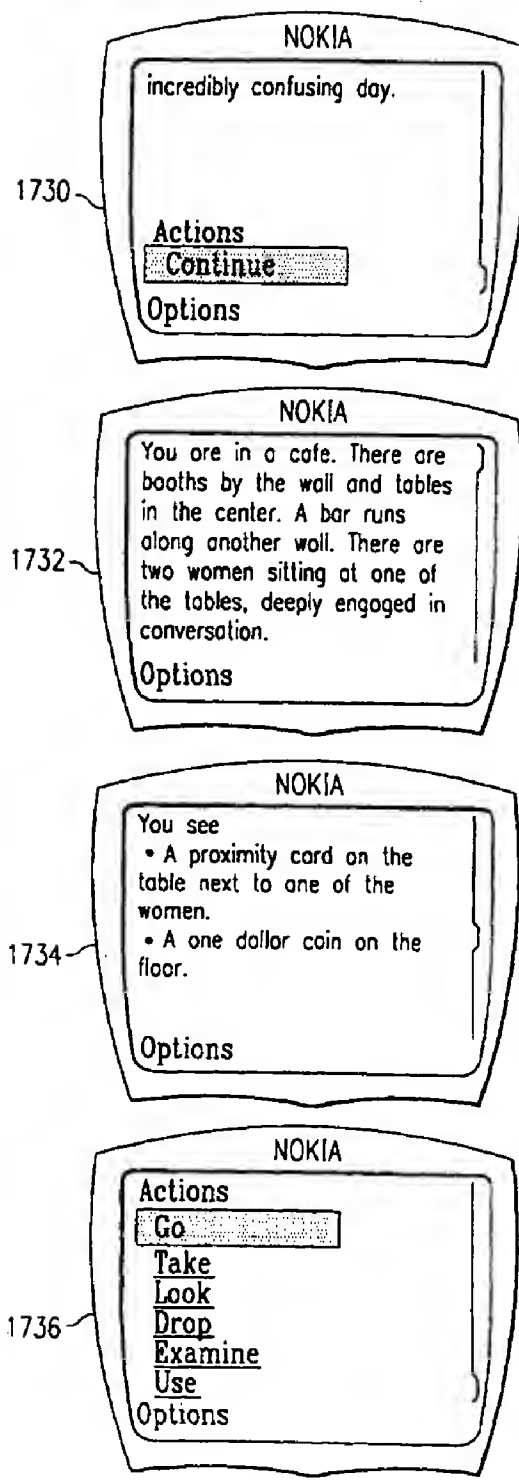 NOKIA
incredibly confusing day.
1730
Actions
Continue
Options
NOKIA
You are in a cafe. There are
booths by the wall and tables
in the center. A bar runs
along another wall. There are
two women sitting at one of
the tables, deeply engaged in
conversation.
1732
Options
NOKIA
You see
• A proximity card on the
table next to one of the
women.
• A one dollar coin on the
floor.
1734
Options
NOKIA
Actions
Go
Take
Look
Drop
Examine
Use
1736
Options